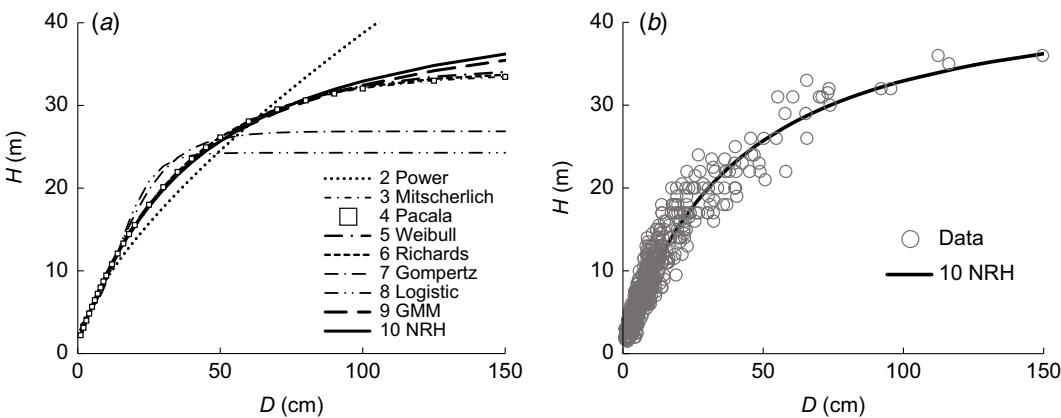 (a)
40
30
20
10
0
H (m)
0 50 100 150
D (cm)
2 Power
3 Mitscherlich
4 Pacala
5 Weibull
6 Richards
7 Gompertz
8 Logistic
9 GMM
10 NRH
(b)
40
30
20
10
0
H (m)
0 50 100 150
D (cm)
Data
10 NRH